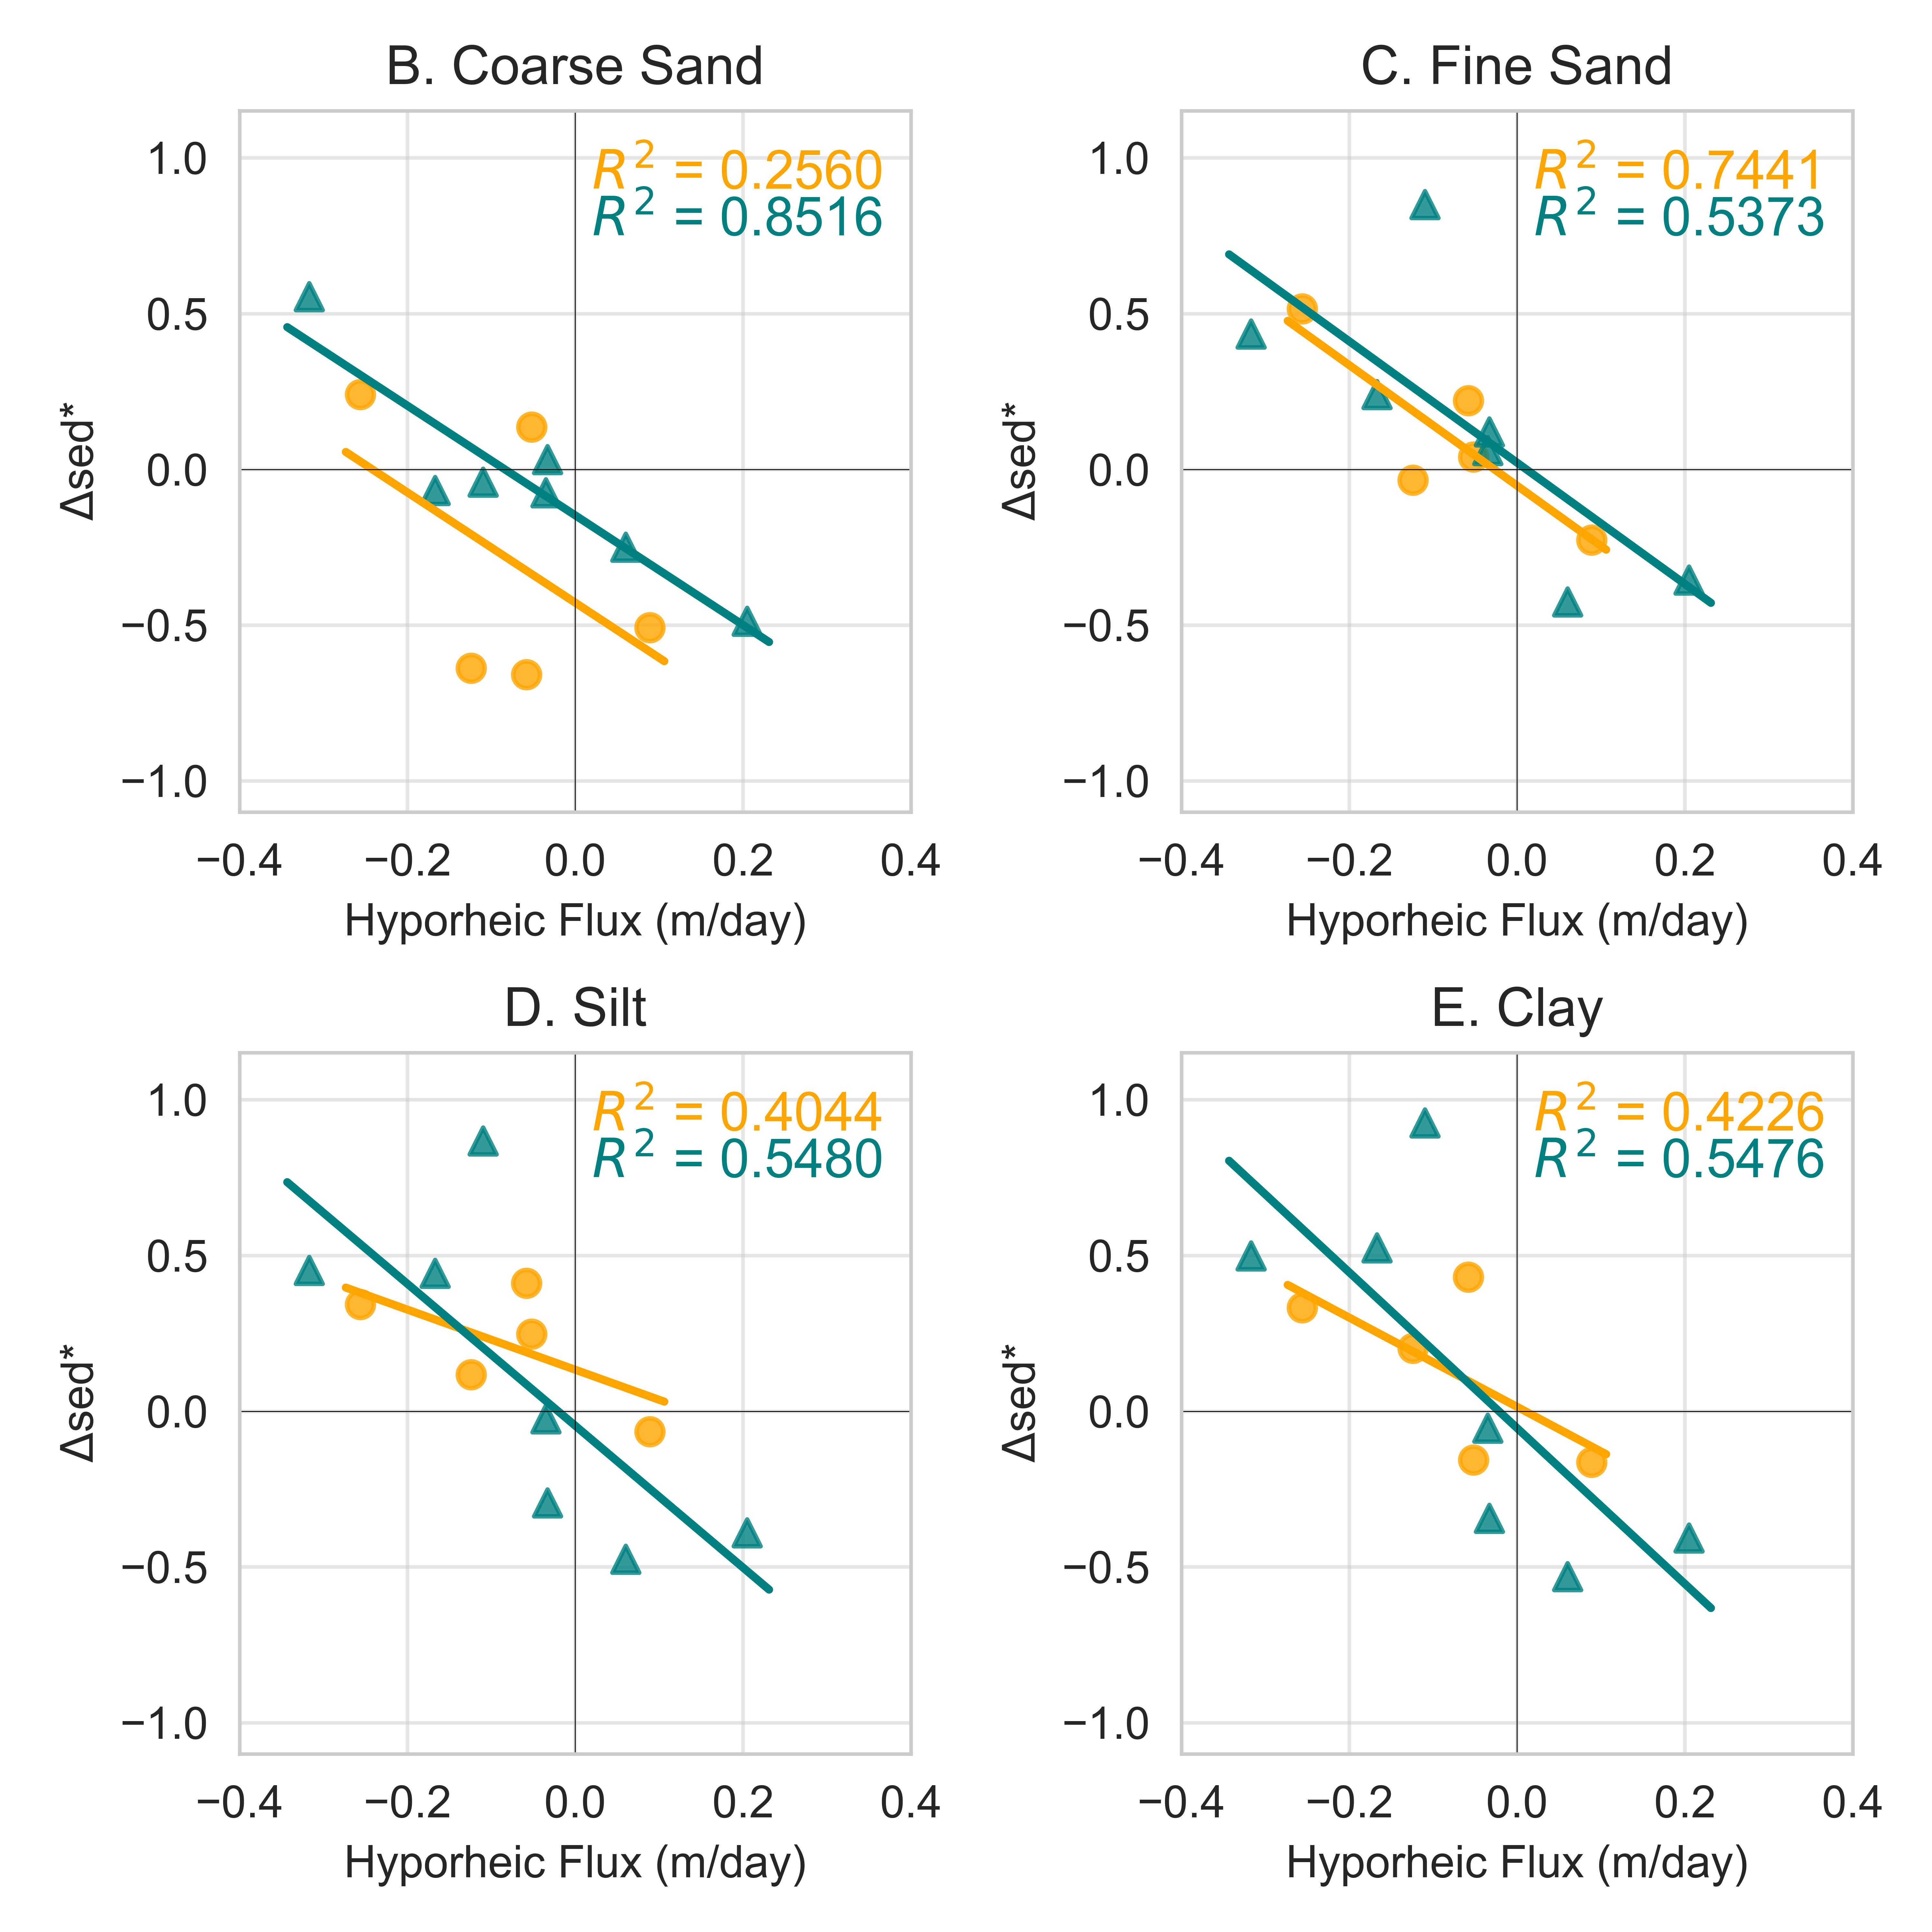 B. Coarse Sand
R² = 0.2560
R² = 0.8516
1.0
0.5
0.0
−0.5
−1.0
Δsed*
−0.4 −0.2 0.0 0.2 0.4
Hyporheic Flux (m/day)
C. Fine Sand
R² = 0.7441
R² = 0.5373
1.0
0.5
0.0
−0.5
−1.0
Δsed*
−0.4 −0.2 0.0 0.2 0.4
Hyporheic Flux (m/day)
D. Silt
R² = 0.4044
R² = 0.5480
1.0
0.5
0.0
−0.5
−1.0
Δsed*
−0.4 −0.2 0.0 0.2 0.4
Hyporheic Flux (m/day)
E. Clay
R² = 0.4226
R² = 0.5476
1.0
0.5
0.0
−0.5
−1.0
Δsed*
−0.4 −0.2 0.0 0.2 0.4
Hyporheic Flux (m/day)